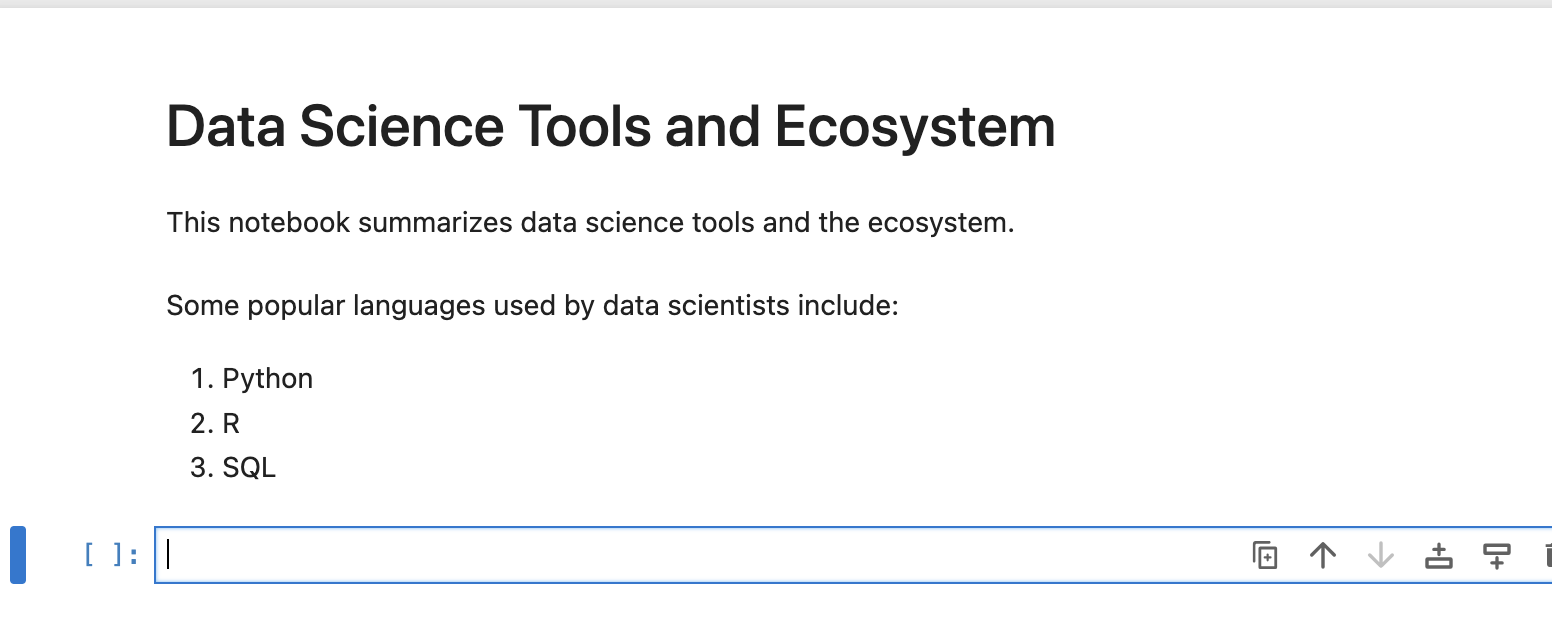 Data Science Tools and Ecosystem
This notebook summarizes data science tools and the ecosystem.
Some popular languages used by data scientists include:
1. Python
2. R
3. SQL
[ ]: